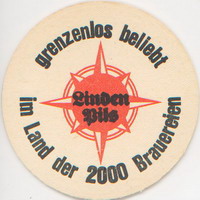 grenzenlos beliebt
Linden
Pils
im Land der 2000 Brauereien